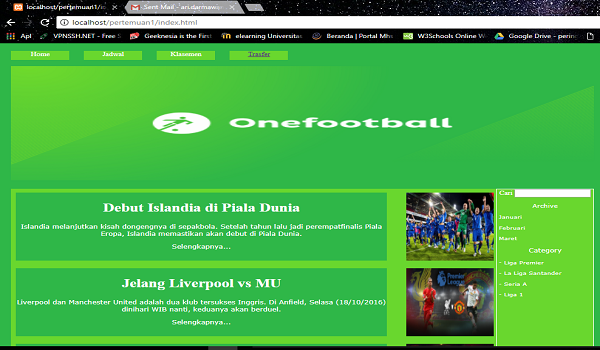 localhost/pertemuan1/i
Sent Mail - ari.darmawa
localhost/pertemuan1/index.html
Apl
VPNSSH.NET - Free S
Geeknesia is the First
elearning Universitas
Beranda | Portal Mhs
W3Schools Online W
Google Drive - pering
Home
Jadwal
Klasemen
Trasfer
Onefootball
Debut Islandia di Piala Dunia
Islandia melanjutkan kisah dongengnya di sepakbola. Setelah tahun lalu jadi perempatfinalis Piala
Eropa, Islandia memastikan akan debut di Piala Dunia.
Selengkapnya...
Jelang Liverpool vs MU
Liverpool dan Manchester United adalah dua klub tersukses Inggris. Di Anfield, Selasa (18/10/2016)
dinihari WIB nanti, keduanya akan berduel.
Selengkapnya...
Premier
League
Cari
Archive
Januari
Februari
Maret
Category
- Liga Premier
- La Liga Santander
- Seria A
- Liga 1